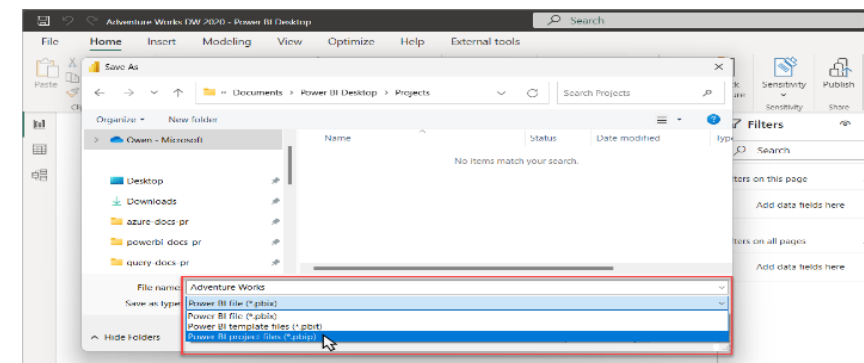 Adventure Works DW 2020 - Power BI Desktop
Search
File Home Insert Modeling View Optimize Help External tools
Save As
Paste
Sensitivity
Publish
Sensitivity
Share
Documents > Power BI Desktop > Projects
Search Projects
Organize New folder
Filters
Owen - Microsoft
Name Status Date modified
Search
No items match your search.
Desktop
on this page
Downloads
Add data fields here
azure-docs-pr
powerbi-docs-pr
on all pages
query-docs-pr
Add data fields here
File name: Adventure Works
Save as type: Power BI file (*.pbix)
Power BI file (*.pbix)
Power BI template files (*.pbit)
Power BI project files (*.pbip)
Hide Folders